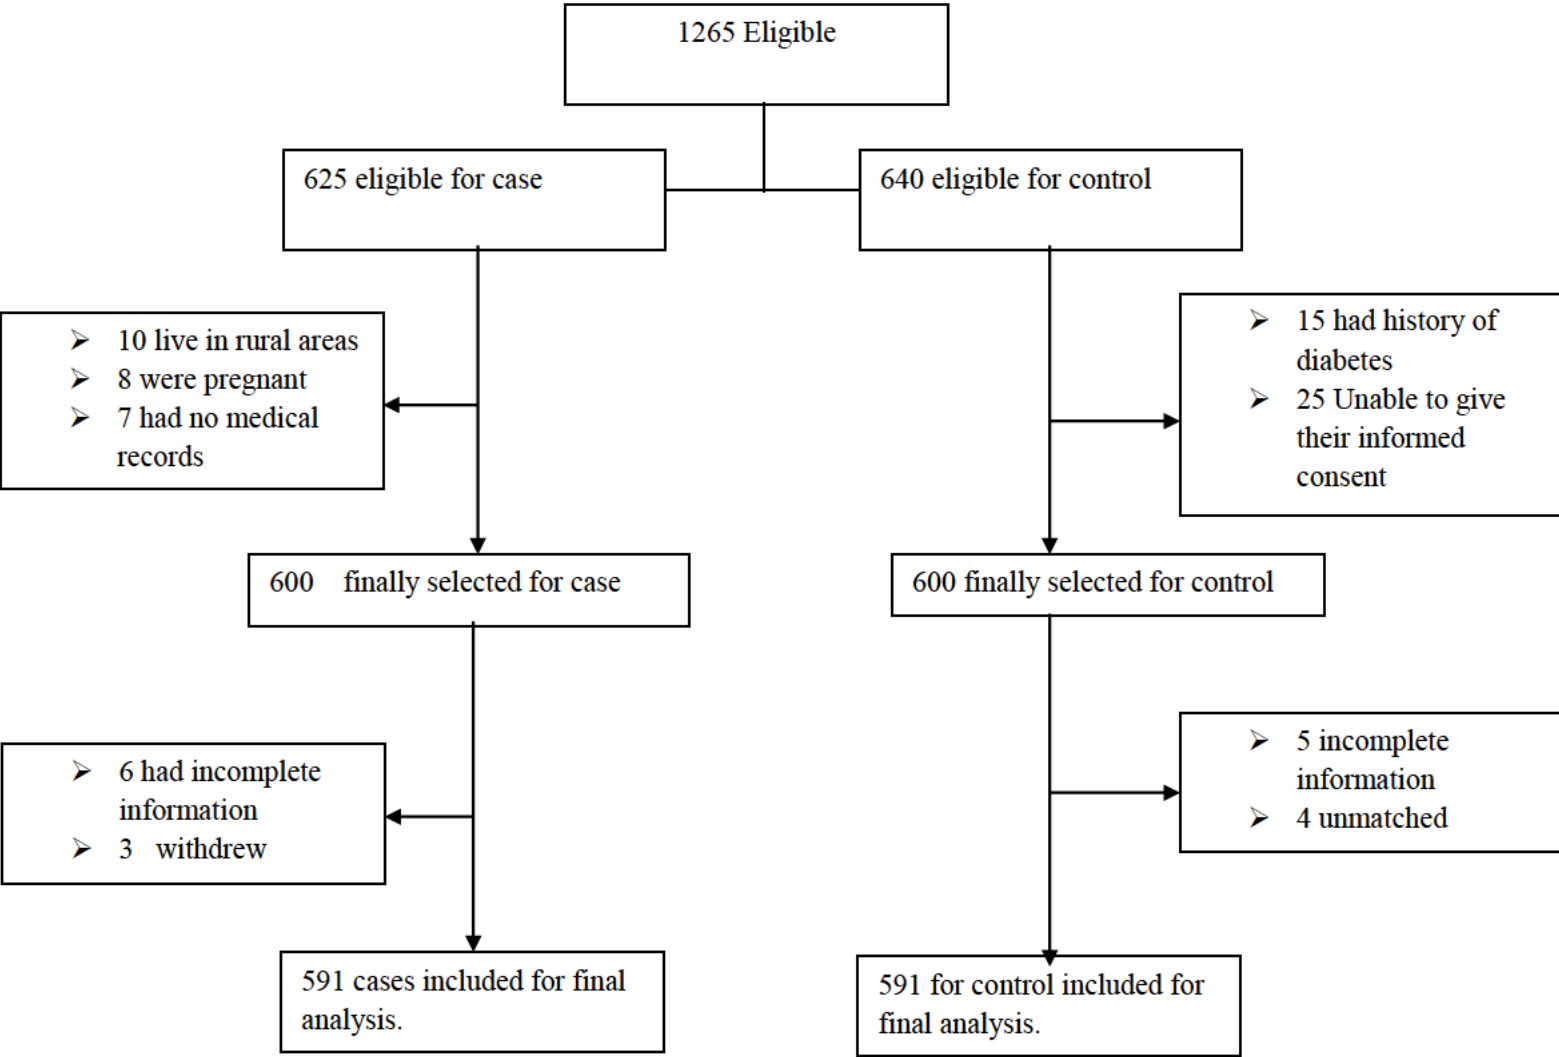 1265 Eligible
625 eligible for case
640 eligible for control
➢ 10 live in rural areas
➢ 8 were pregnant
➢ 7 had no medical
records
➢ 15 had history of
diabetes
➢ 25 Unable to give
their informed
consent
600 finally selected for case
600 finally selected for control
➢ 6 had incomplete
information
➢ 3 withdrew
➢ 5 incomplete
information
➢ 4 unmatched
591 cases included for final
analysis.
591 for control included for
final analysis.